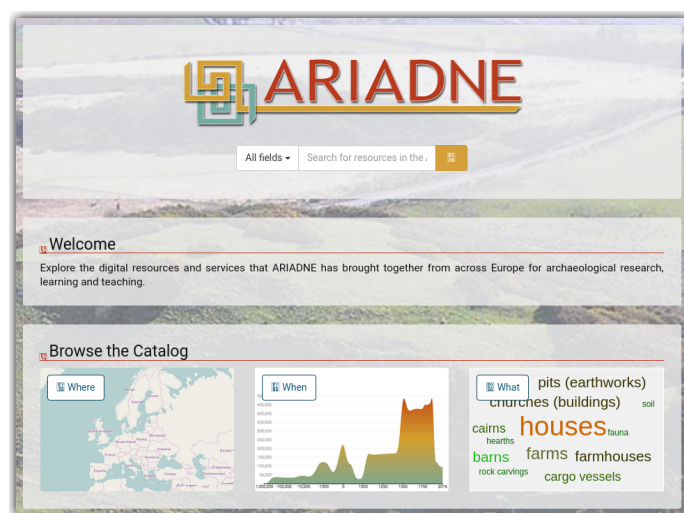 ARIADNE
All fields
Search for resources in the
Welcome
Explore the digital resources and services that ARIADNE has brought together from across Europe for archaeological research,
learning and teaching.
Browse the Catalog
Where
When
What
pits (earthworks)
churches (buildings)
soil
cairns
houses
fauna
hearths
barns
farms
farmhouses
rock carvings
cargo vessels